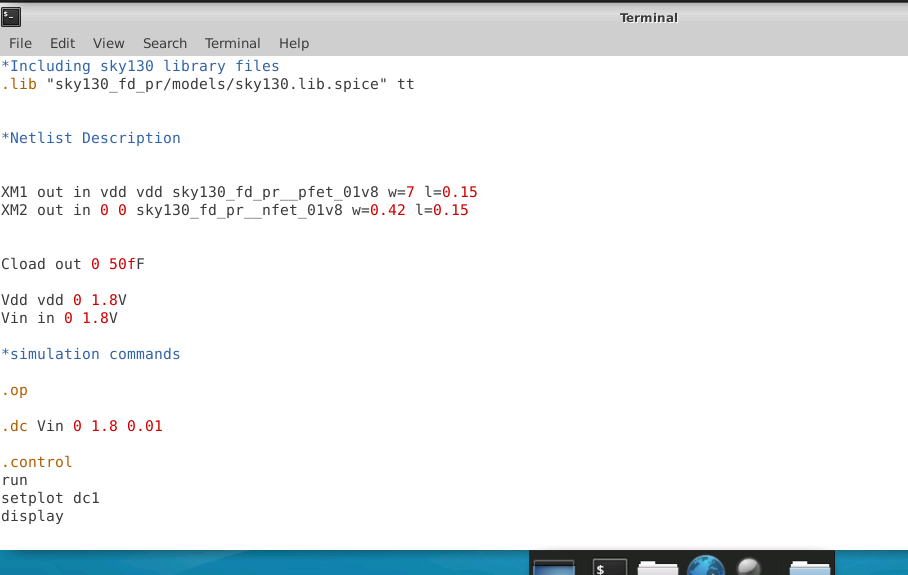 Terminal
File Edit View Search Terminal Help
*Including sky130 library files
.lib "sky130_fd_pr/models/sky130.lib.spice" tt
*Netlist Description
XM1 out in vdd vdd sky130_fd_pr__pfet_01v8 w=7 l=0.15
XM2 out in 0 0 sky130_fd_pr__nfet_01v8 w=0.42 l=0.15
Cload out 0 50fF
Vdd vdd 0 1.8V
Vin in 0 1.8V
*simulation commands
.op
.dc Vin 0 1.8 0.01
.control
run
setplot dc1
display